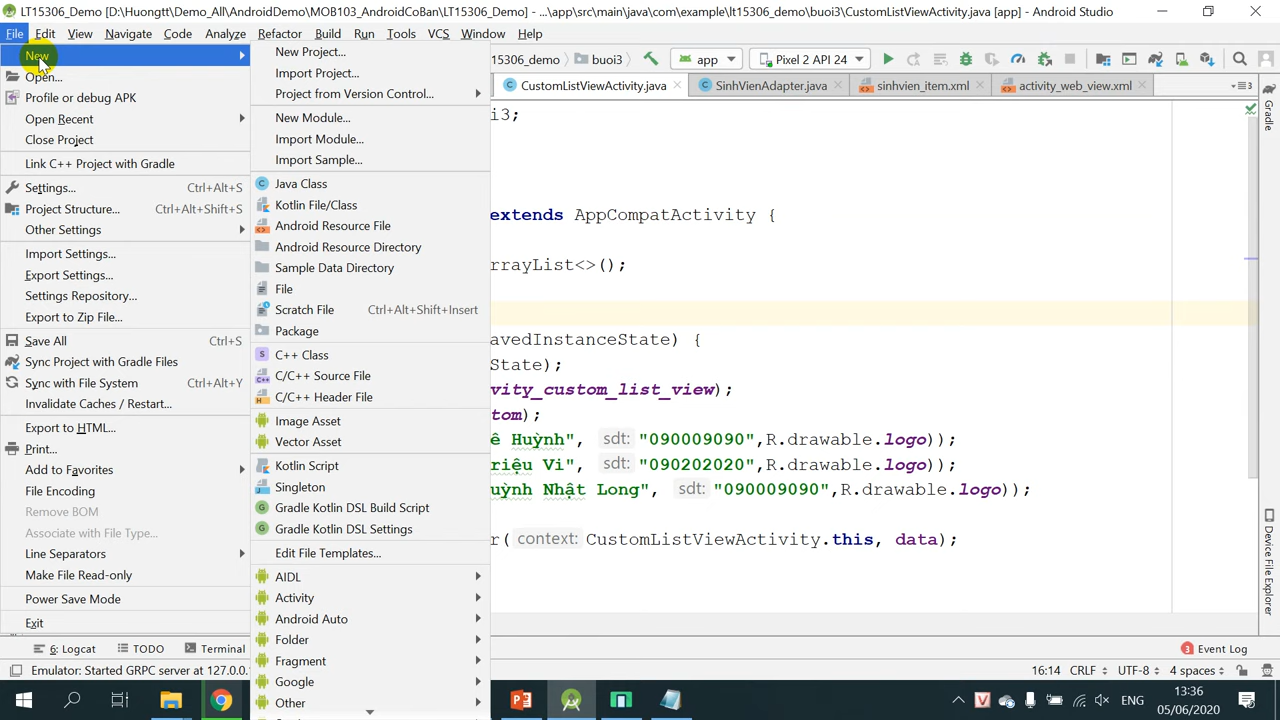 LT15306_Demo [D:\Huongtt\Demo_All\AndroidDemo\MOB103_AndroidCoBan\LT15306_Demo] - ...\app\src\main\java\com\example\lt15306_demo\buoi3\CustomListViewActivity.java [app] - Android Studio
File Edit View Navigate Code Analyze Refactor Build Run Tools VCS Window Help
New
Open...
Profile or debug APK
Open Recent
Close Project
Link C++ Project with Gradle
Settings... Ctrl+Alt+S
Project Structure... Ctrl+Alt+Shift+S
Other Settings
Import Settings...
Export Settings...
Settings Repository...
Export to Zip File...
Save All Ctrl+S
Sync Project with Gradle Files
Sync with File System Ctrl+Alt+Y
Invalidate Caches / Restart...
Export to HTML...
Print...
Add to Favorites
File Encoding
Remove BOM
Associate with File Type...
Line Separators
Make File Read-only
Power Save Mode
Exit
New Project...
Import Project...
Project from Version Control...
New Module...
Import Module...
Import Sample...
Java Class
Kotlin File/Class
Android Resource File
Android Resource Directory
Sample Data Directory
File
Scratch File Ctrl+Alt+Shift+Insert
Package
C++ Class
C/C++ Source File
C/C++ Header File
Image Asset
Vector Asset
Kotlin Script
Singleton
Gradle Kotlin DSL Build Script
Gradle Kotlin DSL Settings
Edit File Templates...
AIDL
Activity
Android Auto
Folder
Fragment
Google
Other
15306_demo buoi3 app Pixel 2 API 24
CustomListViewActivity.java SinhVienAdapter.java sinhvien_item.xml activity_web_view.xml
i3;
extends AppCompatActivity {
rrayList<>();
avedInstanceState) {
State);
vity_custom_list_view);
tom);
ê Huỳnh", sdt: "090009090",R.drawable.logo));
riệu Vi", sdt: "090202020",R.drawable.logo));
uỳnh Nhật Long", sdt: "090009090",R.drawable.logo));
r( context: CustomListViewActivity.this, data);
Gradle
Device File Explorer
6: Logcat TODO Terminal 3 Event Log
Emulator: Started GRPC server at 127.0.0. 16:14 CRLF UTF-8 4 spaces
V ENG 13:36
05/06/2020